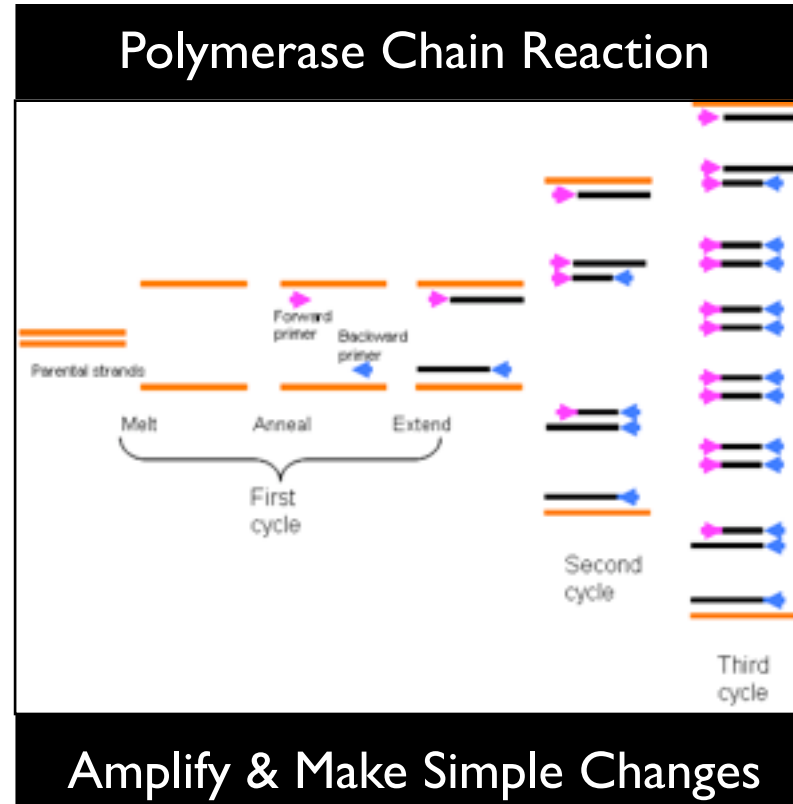 Polymerase Chain Reaction
Forward
primer
Backward
primer
Parental strands
Melt
Anneal
Extend
First
cycle
Second
cycle
Third
cycle
Amplify & Make Simple Changes